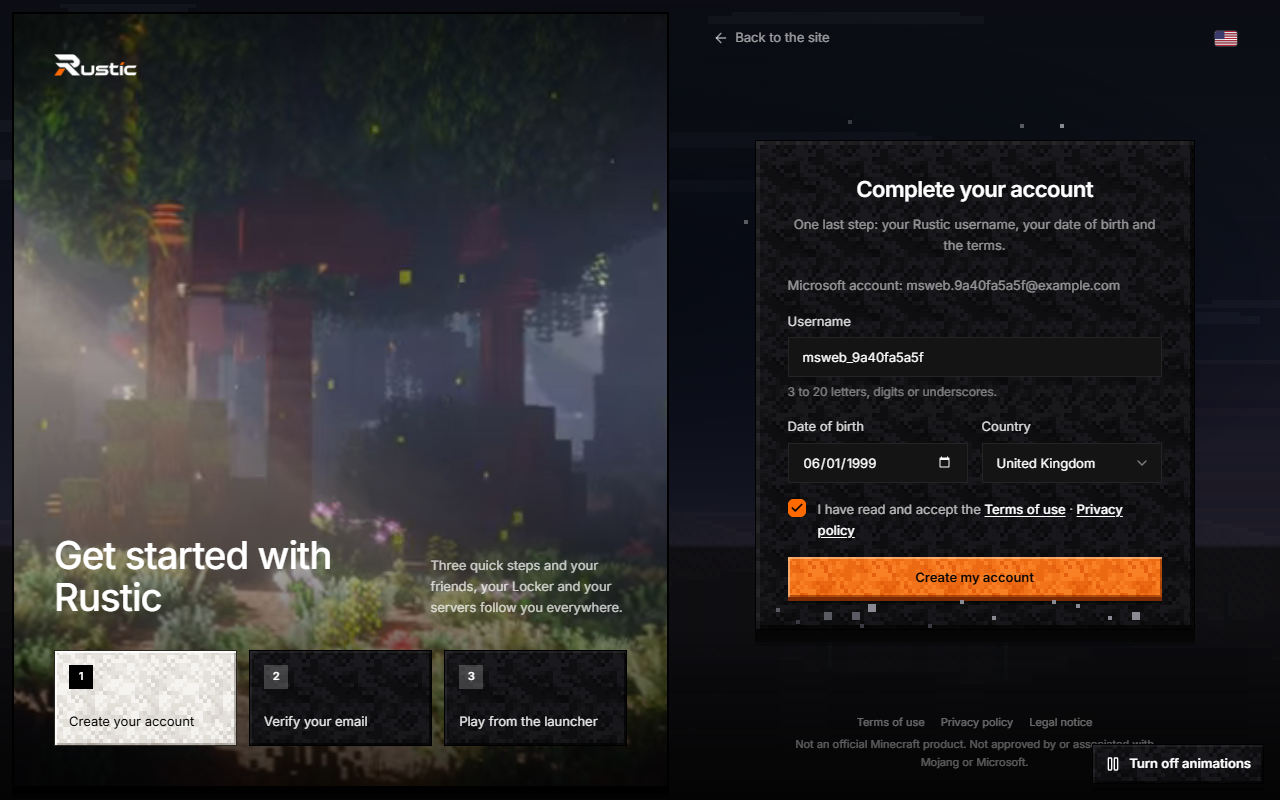 Rustic
Back to the site
Complete your account
One last step: your Rustic username, your date of birth and
the terms.
Microsoft account: msweb.9a40fa5a5f@example.com
Username
msweb_9a40fa5a5f
3 to 20 letters, digits or underscores.
Date of birth
Country
06/01/1999
United Kingdom
I have read and accept the Terms of use · Privacy
policy
Create my account
Get started with
Rustic
Three quick steps and your
friends, your Locker and your
servers follow you everywhere.
1
Create your account
2
Verify your email
3
Play from the launcher
Terms of use
Privacy policy
Legal notice
Not an official Minecraft product. Not approved by or associated with
Mojang or Microsoft.
Turn off animations